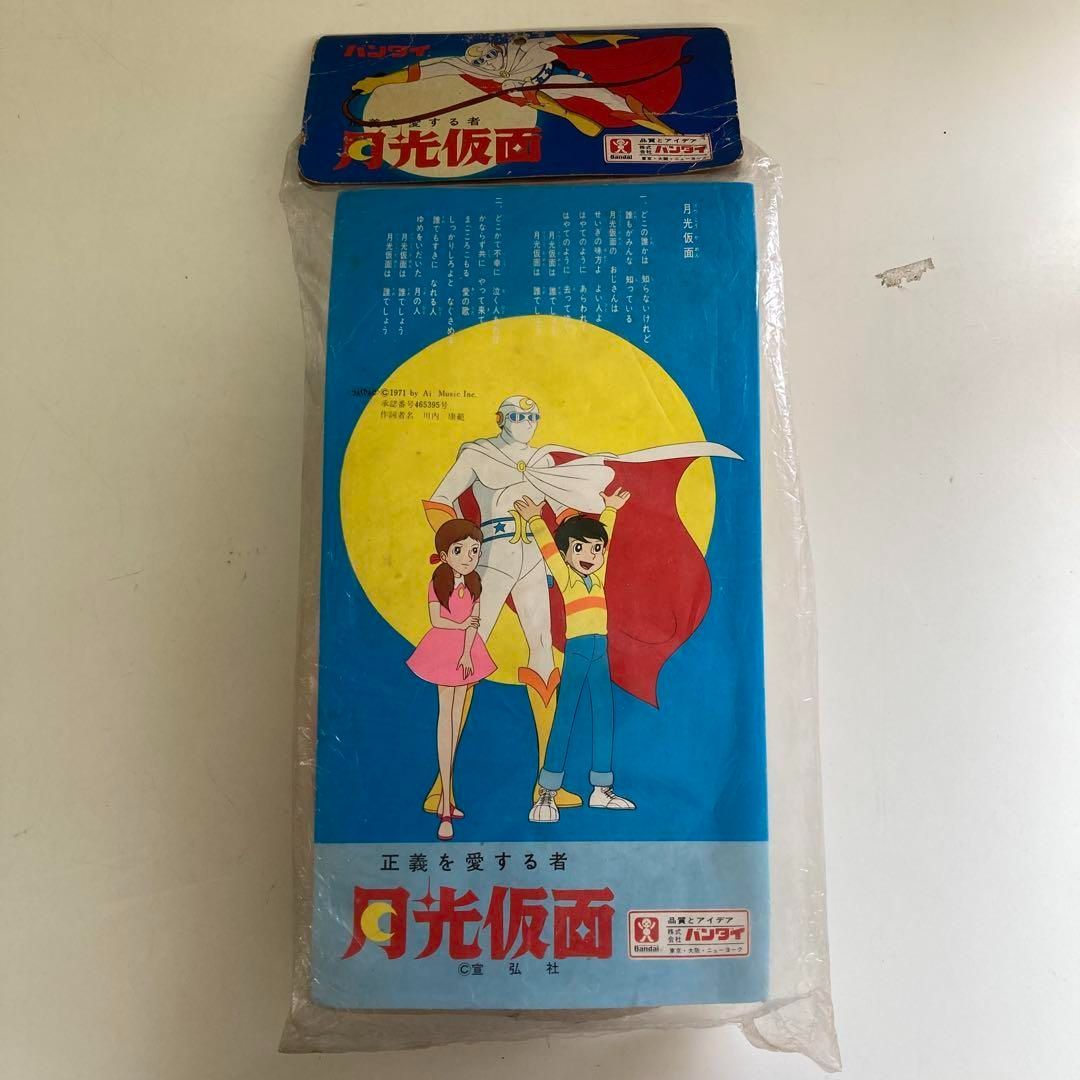 バンダイ
正義を愛する者
月光仮面
品質とアイデア
株式会社 バンダイ
東京・大阪・ニューヨーク
Bandai
月光仮面
一、どこの誰かは 知らないけれど
誰もがみんな 知っている
月光仮面の おじさんは
せいぎの味方よ よい人よ
はやてのように あらわれ
はやてのように 去って
月光仮面は 誰でし
月光仮面は 誰でし
二、どこかで不幸に 泣く人
かならず共に やって来て
まごころこもる 愛の歌
しっかりしろよと なぐさめ
誰でもすきに なれる人
ゆめをいだいた 月の人
月光仮面は 誰でしょう
月光仮面は 誰でしょう
©1971 by Ai Music Inc.
承認番号465395号
作詞者名 川内 康範
正義を愛する者
月光仮面
©宣弘社
品質とアイデア
株式会社 バンダイ
東京・大阪・ニューヨーク
Bandai